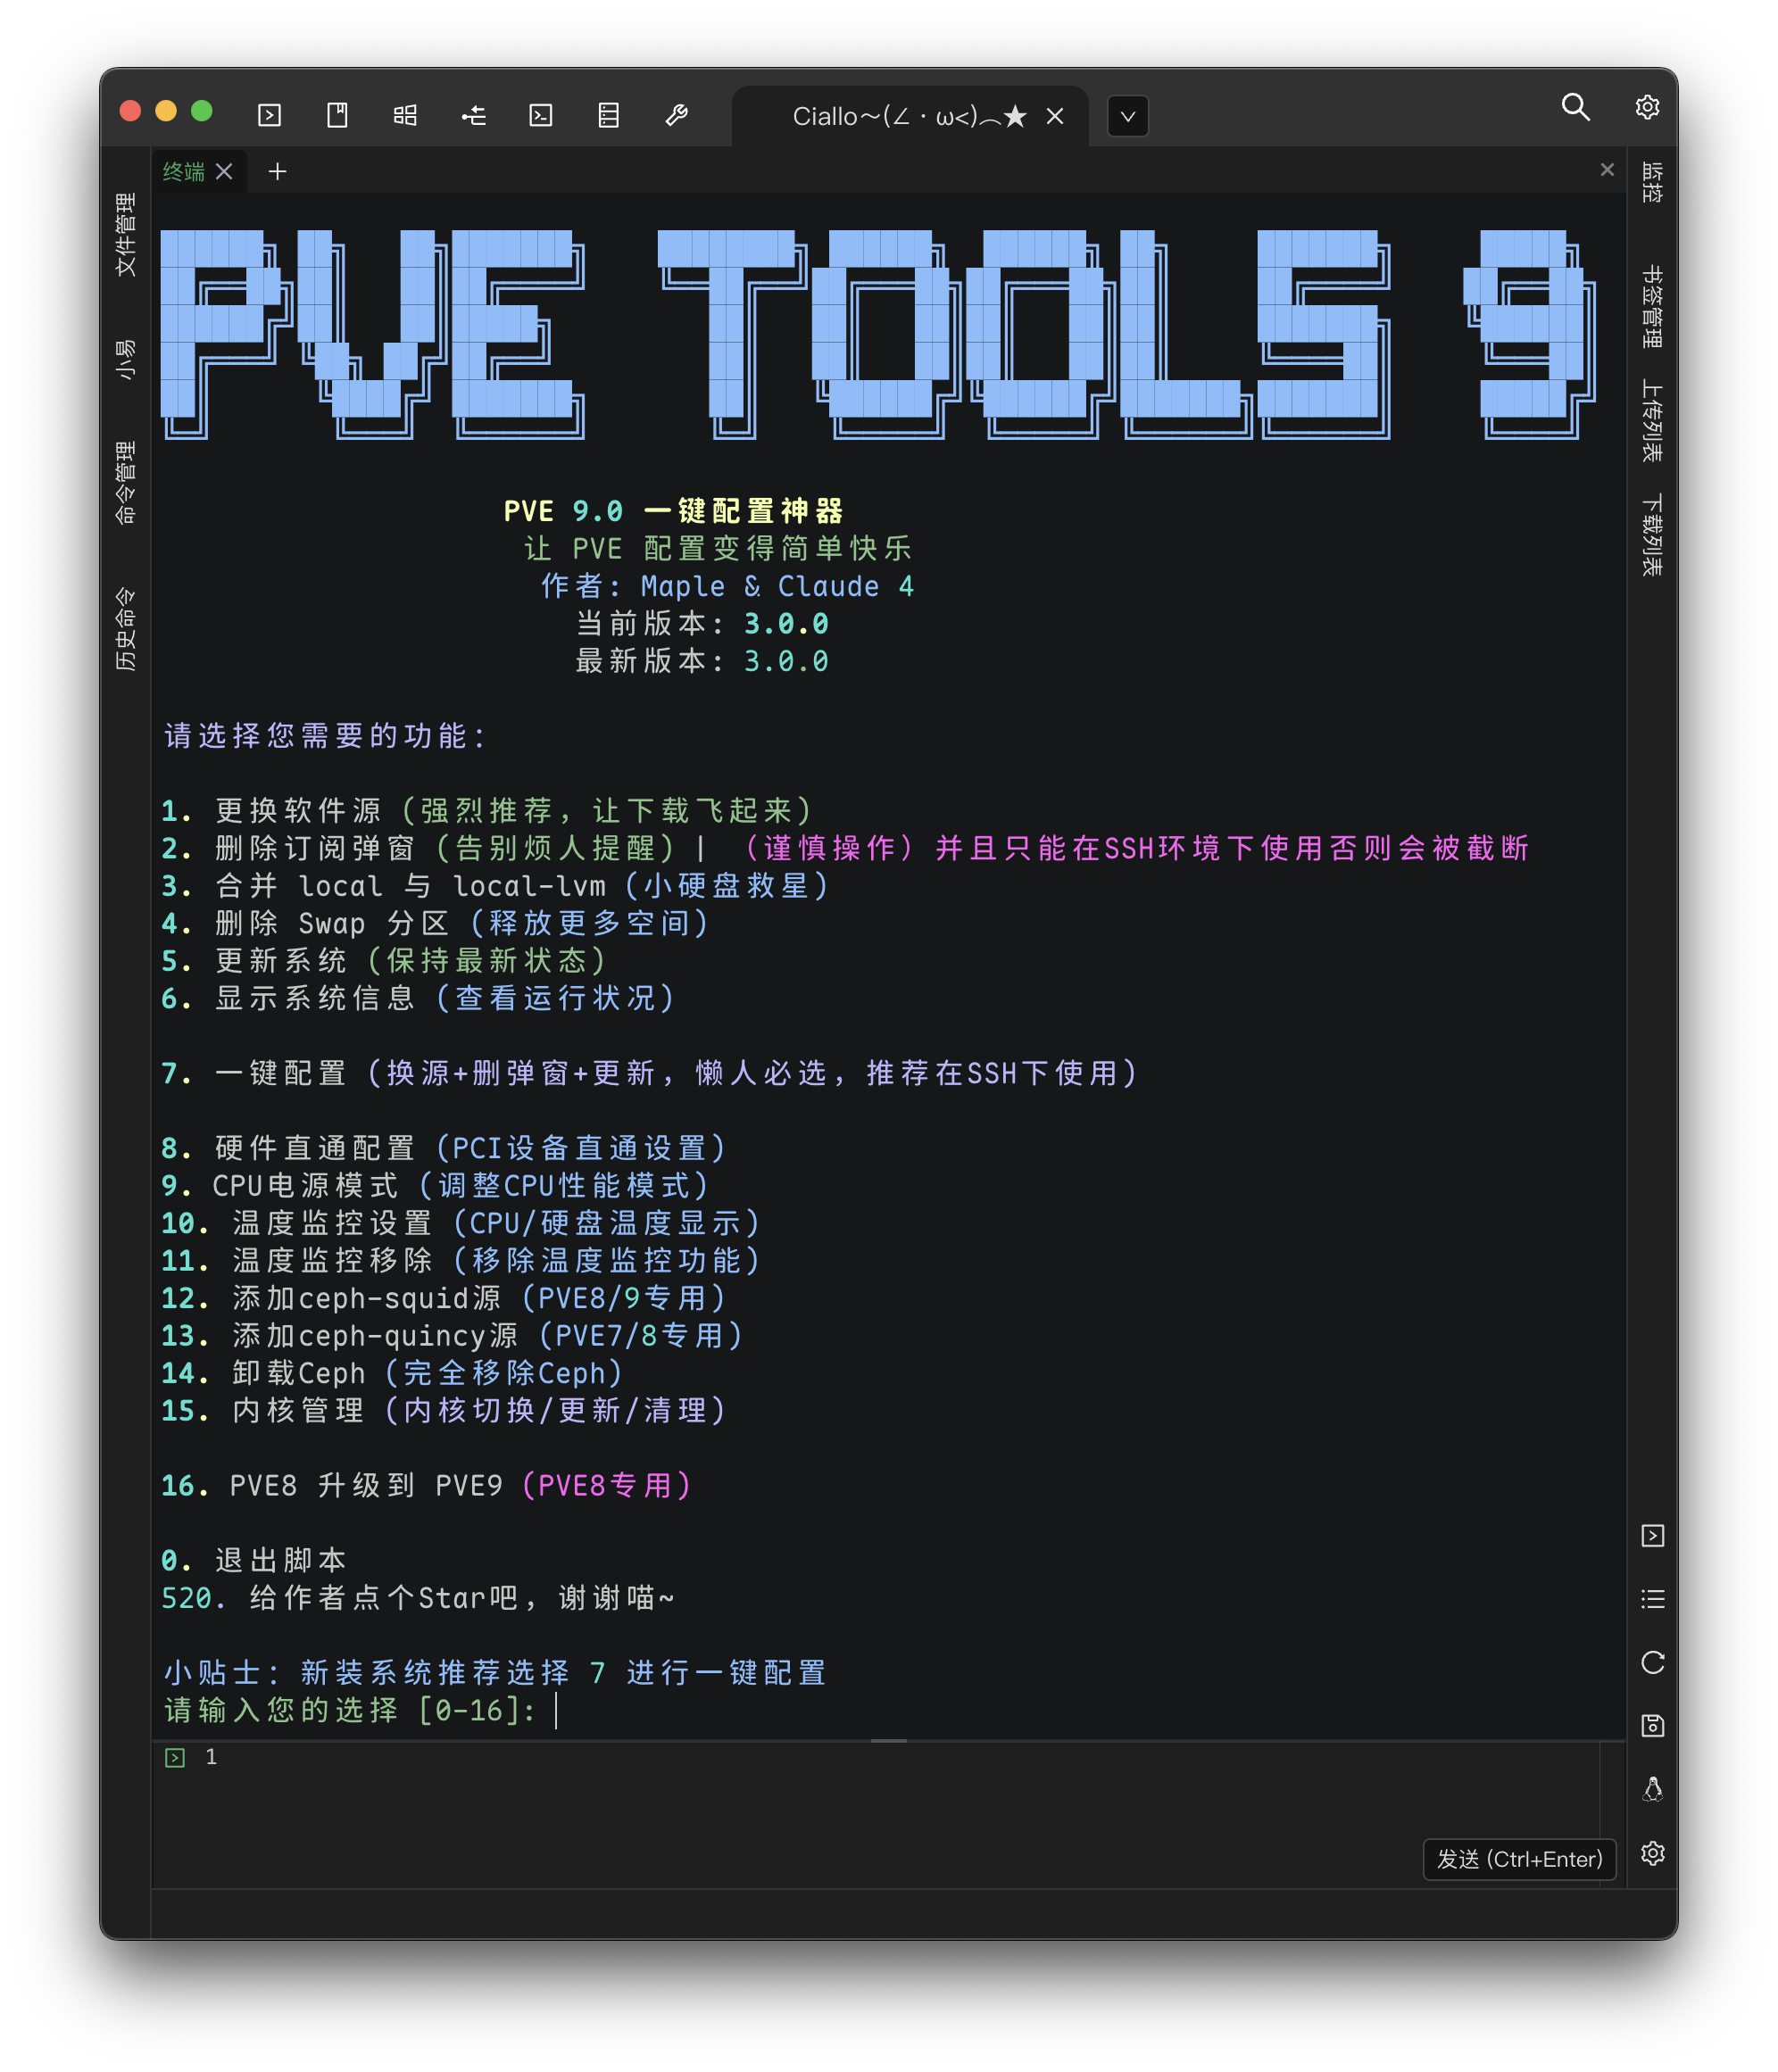 Ciallo～(∠・ω<)⌒★
终端
文件管理
小易
命令管理
历史命令
PVE TOOLS 9
PVE 9.0 一键配置神器
让 PVE 配置变得简单快乐
作者: Maple & Claude 4
当前版本: 3.0.0
最新版本: 3.0.0
请选择您需要的功能:
1. 更换软件源 (强烈推荐, 让下载飞起来)
2. 删除订阅弹窗 (告别烦人提醒) | （谨慎操作）并且只能在SSH环境下使用否则会被截断
3. 合并 local 与 local-lvm (小硬盘救星)
4. 删除 Swap 分区 (释放更多空间)
5. 更新系统 (保持最新状态)
6. 显示系统信息 (查看运行状况)
7. 一键配置 (换源+删弹窗+更新, 懒人必选, 推荐在SSH下使用)
8. 硬件直通配置 (PCI设备直通设置)
9. CPU电源模式 (调整CPU性能模式)
10. 温度监控设置 (CPU/硬盘温度显示)
11. 温度监控移除 (移除温度监控功能)
12. 添加ceph-squid源 (PVE8/9专用)
13. 添加ceph-quincy源 (PVE7/8专用)
14. 卸载Ceph (完全移除Ceph)
15. 内核管理 (内核切换/更新/清理)
16. PVE8 升级到 PVE9 (PVE8专用)
0. 退出脚本
520. 给作者点个Star吧, 谢谢喵~
小贴士: 新装系统推荐选择 7 进行一键配置
请输入您的选择 [0-16]:
1
发送 (Ctrl+Enter)
监控
书签管理
上传列表
下载列表